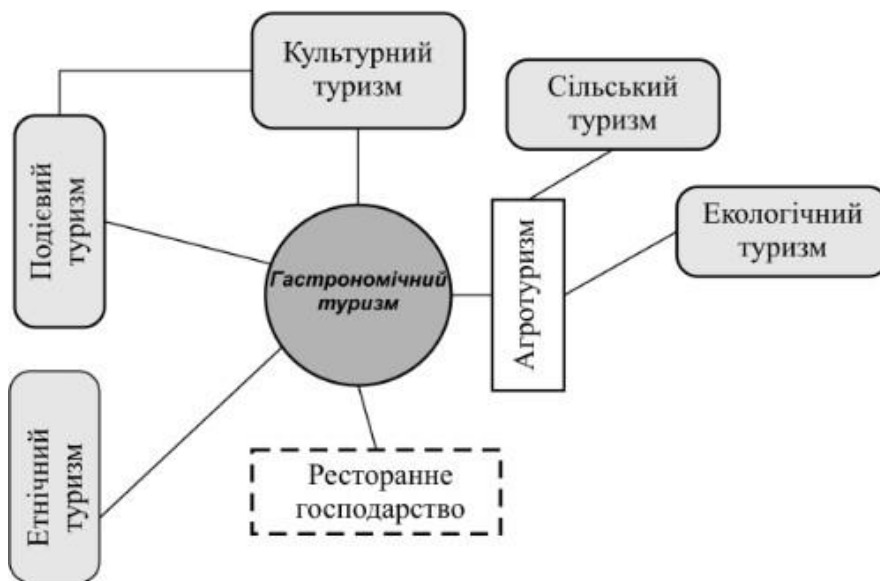 Культурний
туризм
Сільський
туризм
Подієвий
туризм
Екологічний
туризм
Гастрономічний
туризм
Агротуризм
Етнічний
туризм
Ресторанне
господарство